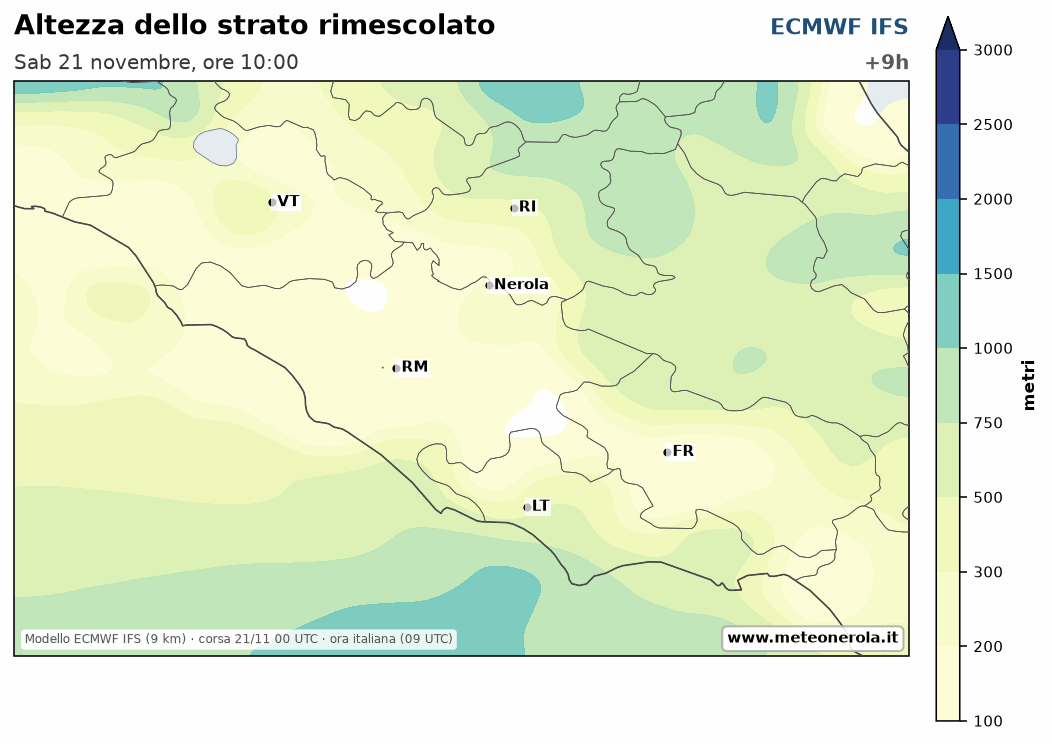 Altezza dello strato rimescolato
ECMWF IFS
Sab 21 novembre, ore 10:00
+9h
VT
RI
Nerola
RM
FR
LT
Modello ECMWF IFS (9 km) · corsa 21/11 00 UTC · ora italiana (09 UTC)
www.meteonerola.it
3000
2500
2000
1500
1000
750
500
300
200
100
metri